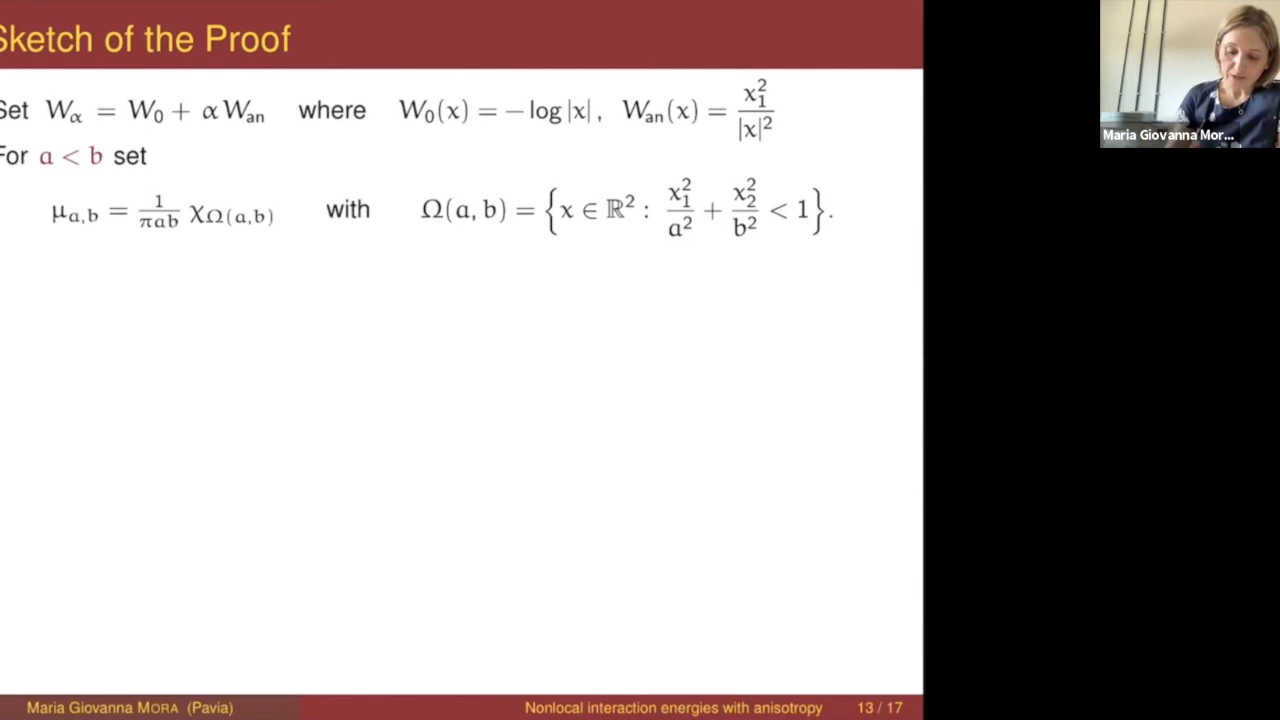 Sketch of the Proof
Set W_α = W_0 + αW_an where W_0(x) = − log |x|, W_an(x) = x_1^2 / |x|^2
For a < b set
μ_{a,b} = 1/(πab) χ_{Ω(a,b)} with Ω(a, b) = {x ∈ ℝ^2 : x_1^2/a^2 + x_2^2/b^2 < 1}.
Maria Giovanna Mor...
Maria Giovanna MORA (Pavia) Nonlocal interaction energies with anisotropy 13 / 17